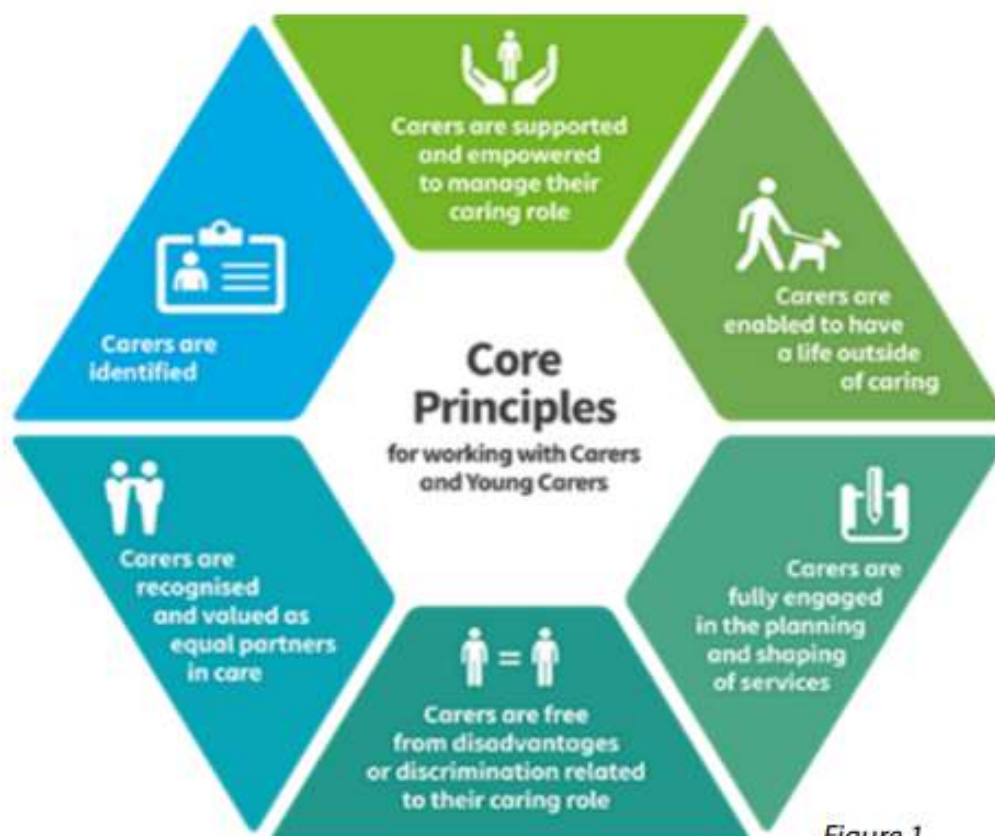 Carers are supported
and empowered
to manage their
caring role
Carers are
enabled to have
a life outside
of caring
Carers are
fully engaged
in the planning
and shaping
of services
Carers are free
from disadvantages
or discrimination related
to their caring role
Carers are
recognised
and valued as
equal partners
in care
Carers are
identified
Core
Principles
for working with Carers
and Young Carers
Figure 1